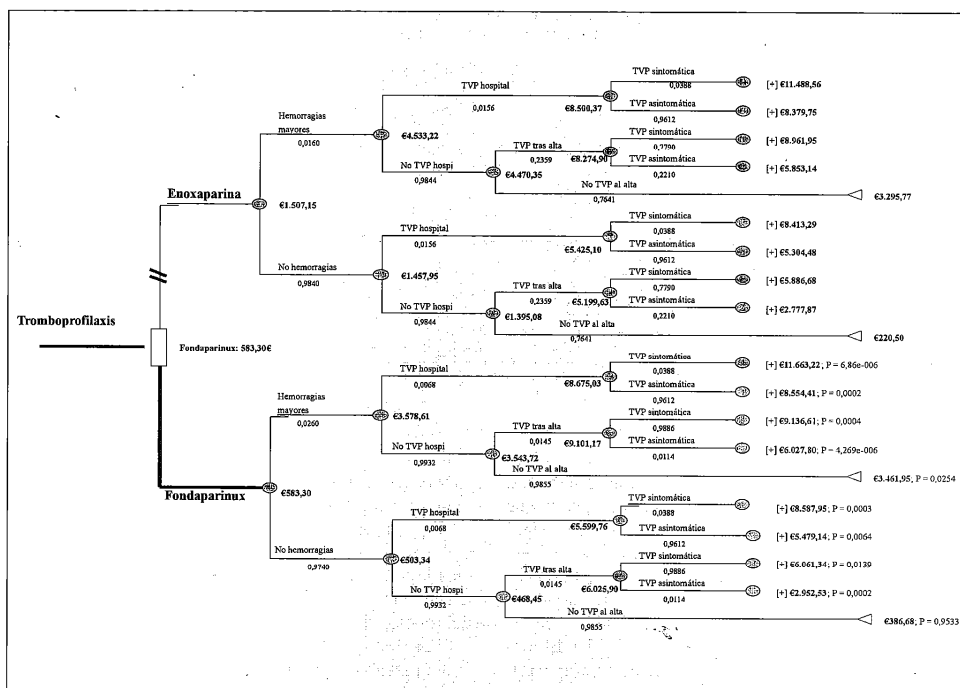 TVP sintomática
0,0388
[+] €11.488,56
TVP hospital
0,0156
€8.500,37
TVP asintomática
0,9612
[+] €8.379,75
Hemorragias
mayores
0,0160
€4.533,22
TVP sintomática
0,7790
[+] €8.961,95
TVP tras alta
0,2359
€8.274,90
TVP asintomática
0,2210
[+] €5.853,14
No TVP hospi
0,9844
€4.470,35
No TVP al alta
0,7641
€3.295,77
Enoxaparina
€1.507,15
TVP sintomática
0,0388
[+] €8.413,29
TVP hospital
0,0156
€5.425,10
TVP asintomática
0,9612
[+] €5.304,48
No hemorragias
0,9840
€1.457,95
TVP sintomática
0,7790
[+] €5.886,68
TVP tras alta
0,2359
€5.199,63
TVP asintomática
0,2210
[+] €2.777,87
No TVP hospi
0,9844
€1.395,08
No TVP al alta
0,7641
€220,50
Tromboprofilaxis
Fondaparinux: 583,30€
TVP sintomática
0,0388
[+] €11.663,22; P = 6,86e-006
TVP hospital
0,0068
€8.675,03
TVP asintomática
0,9612
[+] €8.554,41; P = 0,0002
Hemorragias
mayores
0,0260
€3.578,61
TVP sintomática
0,9886
[+] €9.136,61; P = 0,0004
TVP tras alta
0,0145
€9.101,17
TVP asintomática
0,0114
[+] €6.027,80; P = 4,269e-006
No TVP hospi
0,9932
€3.543,72
No TVP al alta
0,9855
€3.461,95; P = 0,0254
Fondaparinux
€583,30
TVP sintomática
0,0388
[+] €8.587,95; P = 0,0003
TVP hospital
0,0068
€5.599,76
TVP asintomática
0,9612
[+] €5.479,14; P = 0,0064
No hemorragias
0,9740
€503,34
TVP sintomática
0,9886
[+] €6.061,34; P = 0,0139
TVP tras alta
0,0145
€6.025,90
TVP asintomática
0,0114
[+] €2.952,53; P = 0,0002
No TVP hospi
0,9932
€468,45
No TVP al alta
0,9855
€386,68; P = 0,9533